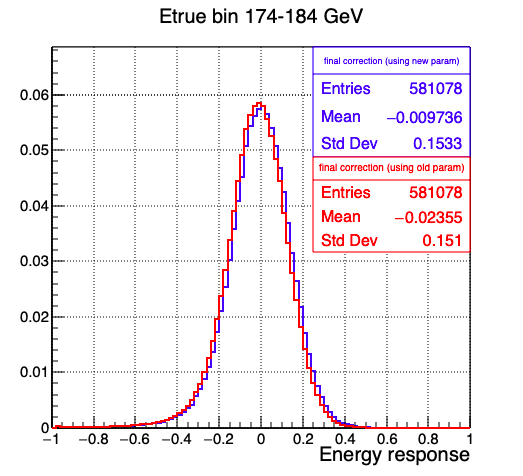 Etrue bin 174-184 GeV
final correction (using new param)
Entries 581078
Mean −0.009736
Std Dev 0.1533
final correction (using old param)
Entries 581078
Mean −0.02355
Std Dev 0.151
0.06
0.05
0.04
0.03
0.02
0.01
0
−1 −0.8 −0.6 −0.4 −0.2 0 0.2 0.4 0.6 0.8 1
Energy response